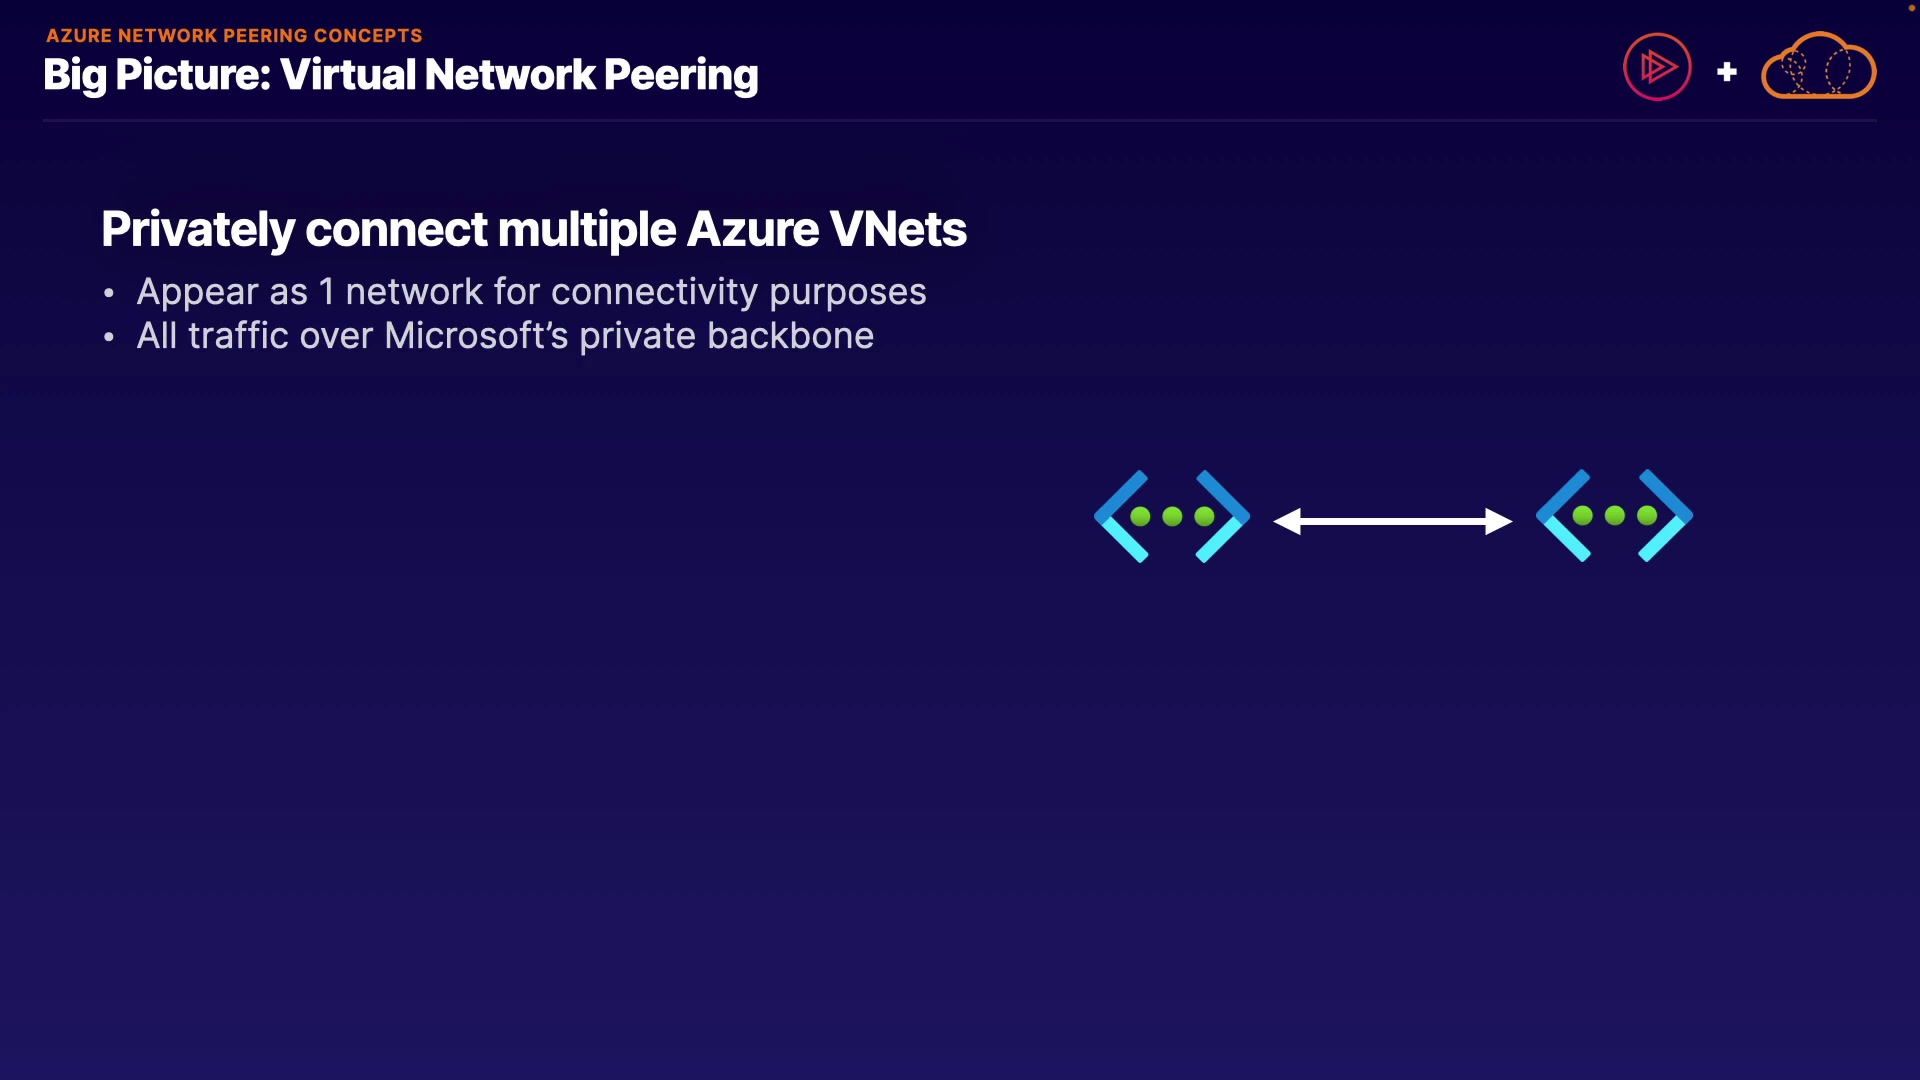 AZURE NETWORK PEERING CONCEPTS
Big Picture: Virtual Network Peering
Privately connect multiple Azure VNets
• Appear as 1 network for connectivity purposes
• All traffic over Microsoft’s private backbone